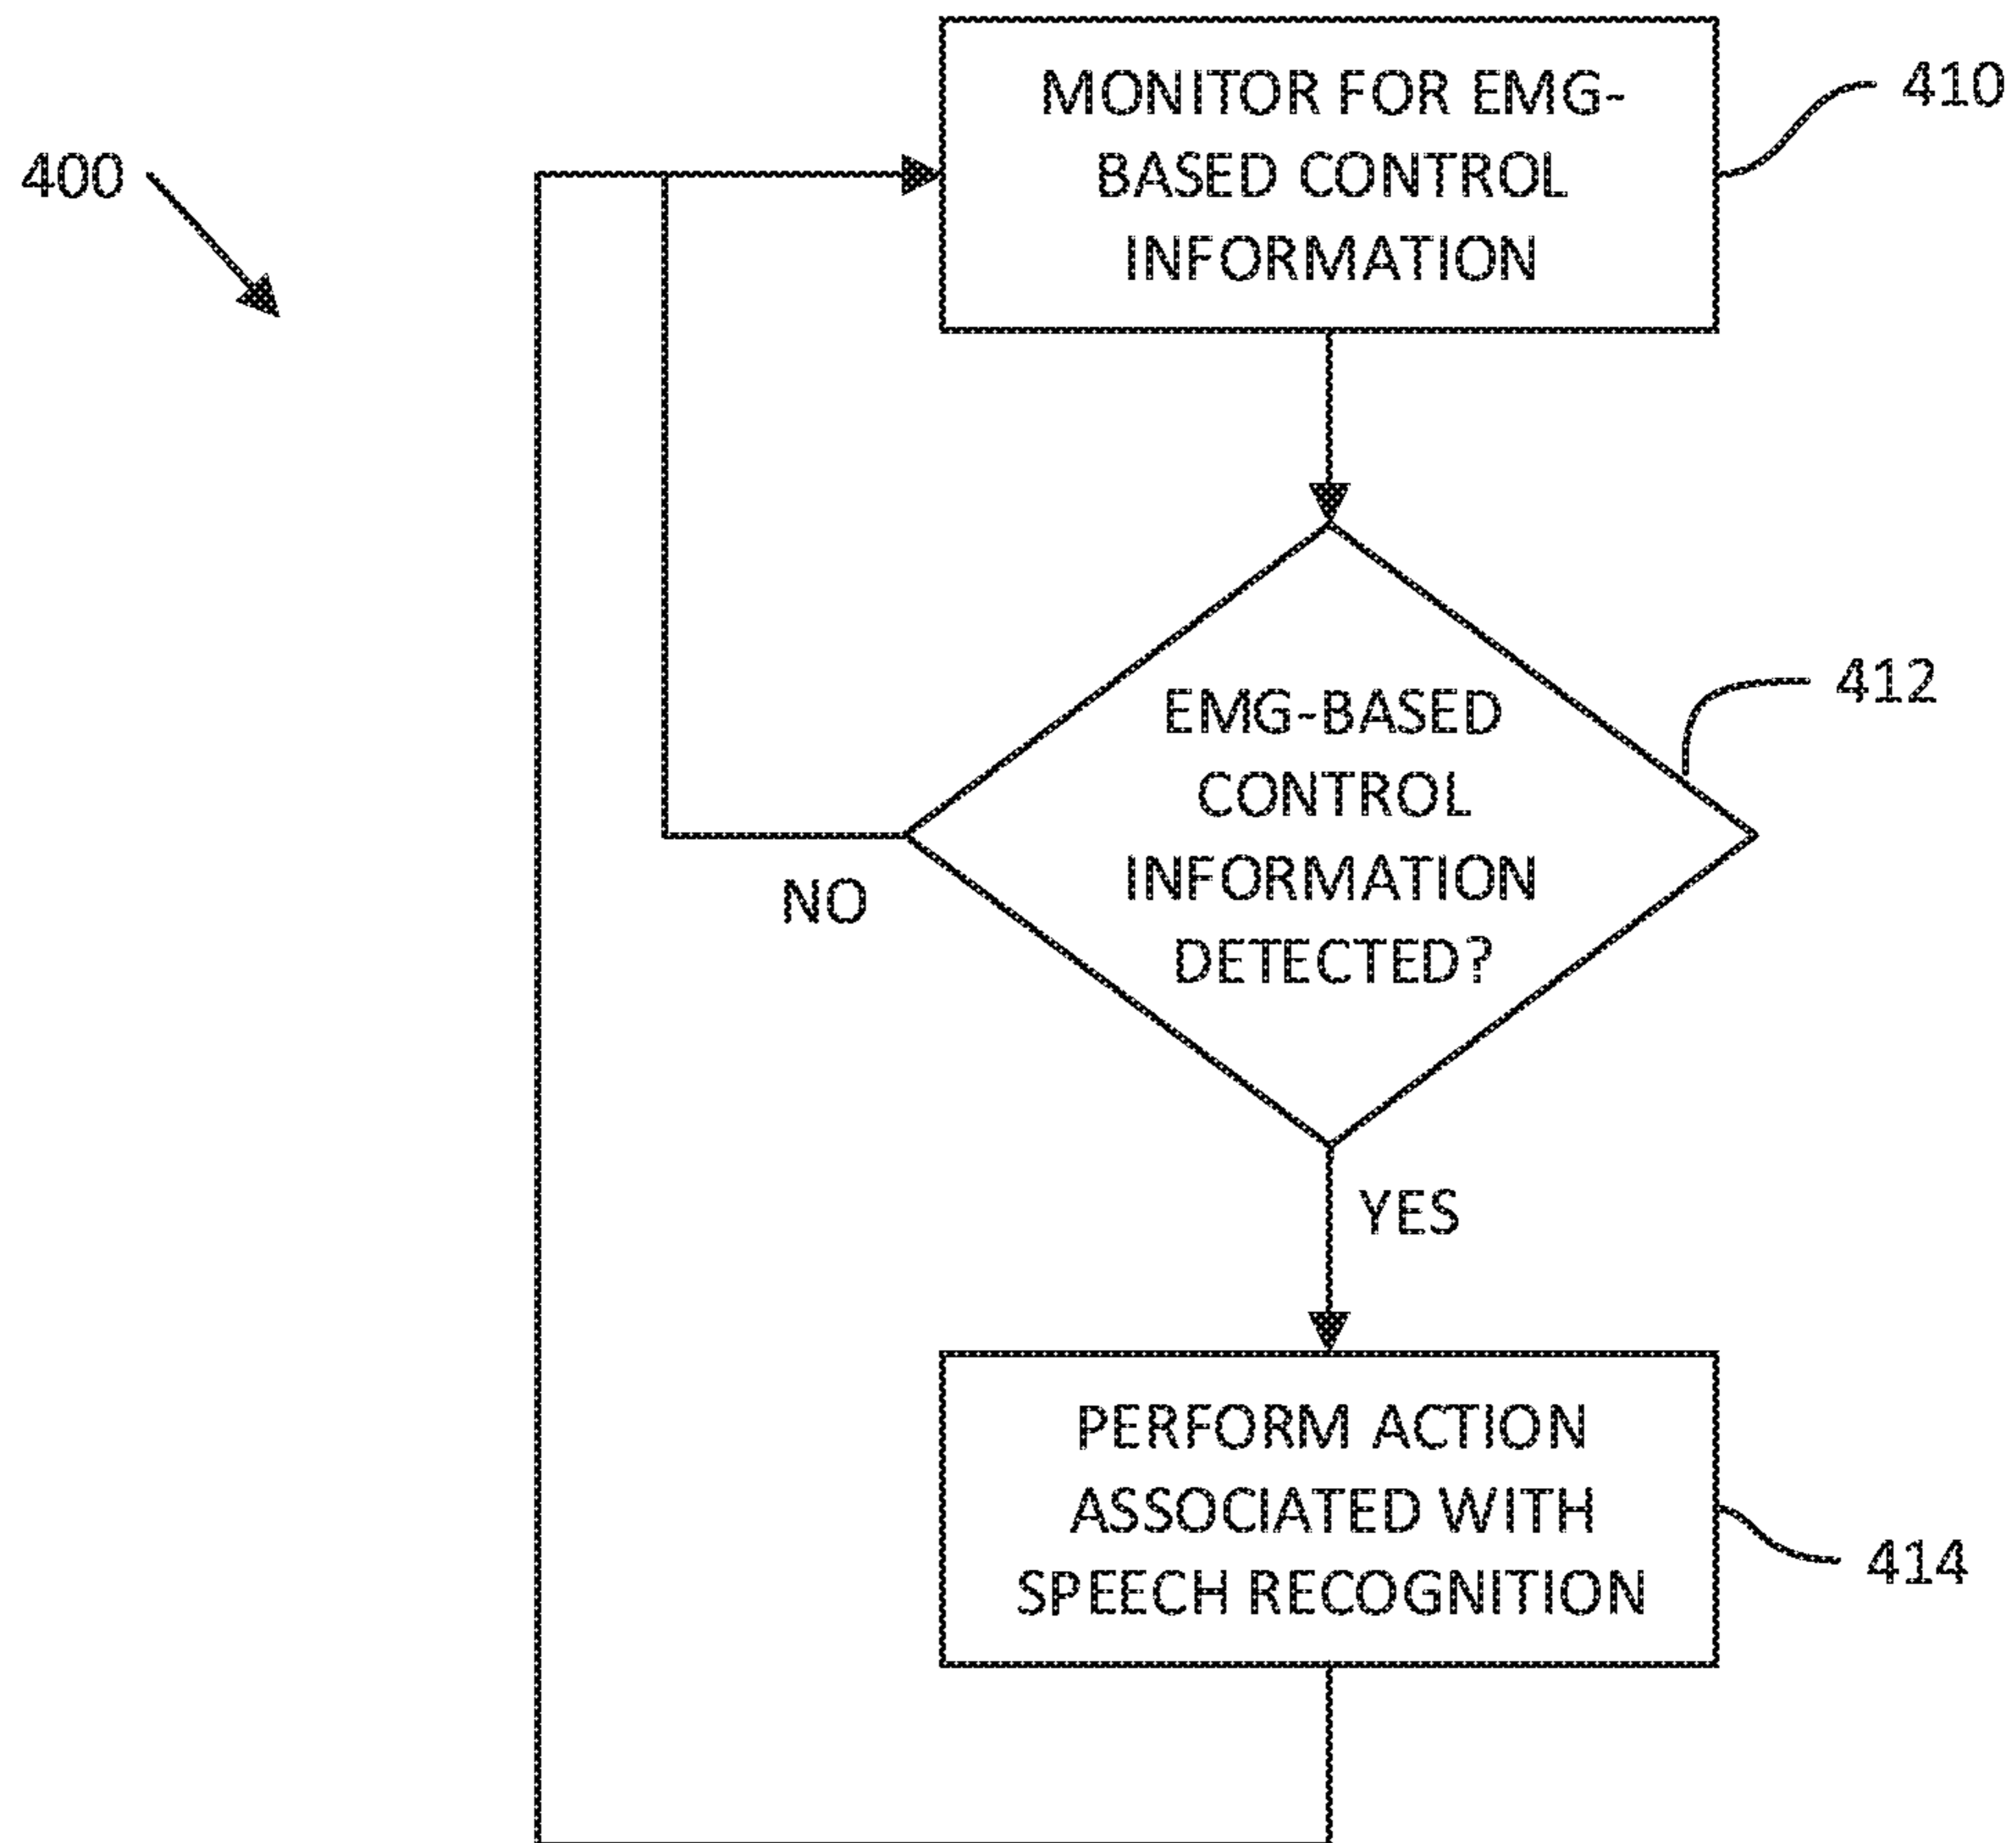 MONITOR FOR EMG-
BASED CONTROL
INFORMATION
410
400
EMG-BASED
CONTROL
INFORMATION
DETECTED?
412
NO
YES
PERFORM ACTION
ASSOCIATED WITH
SPEECH RECOGNITION
414